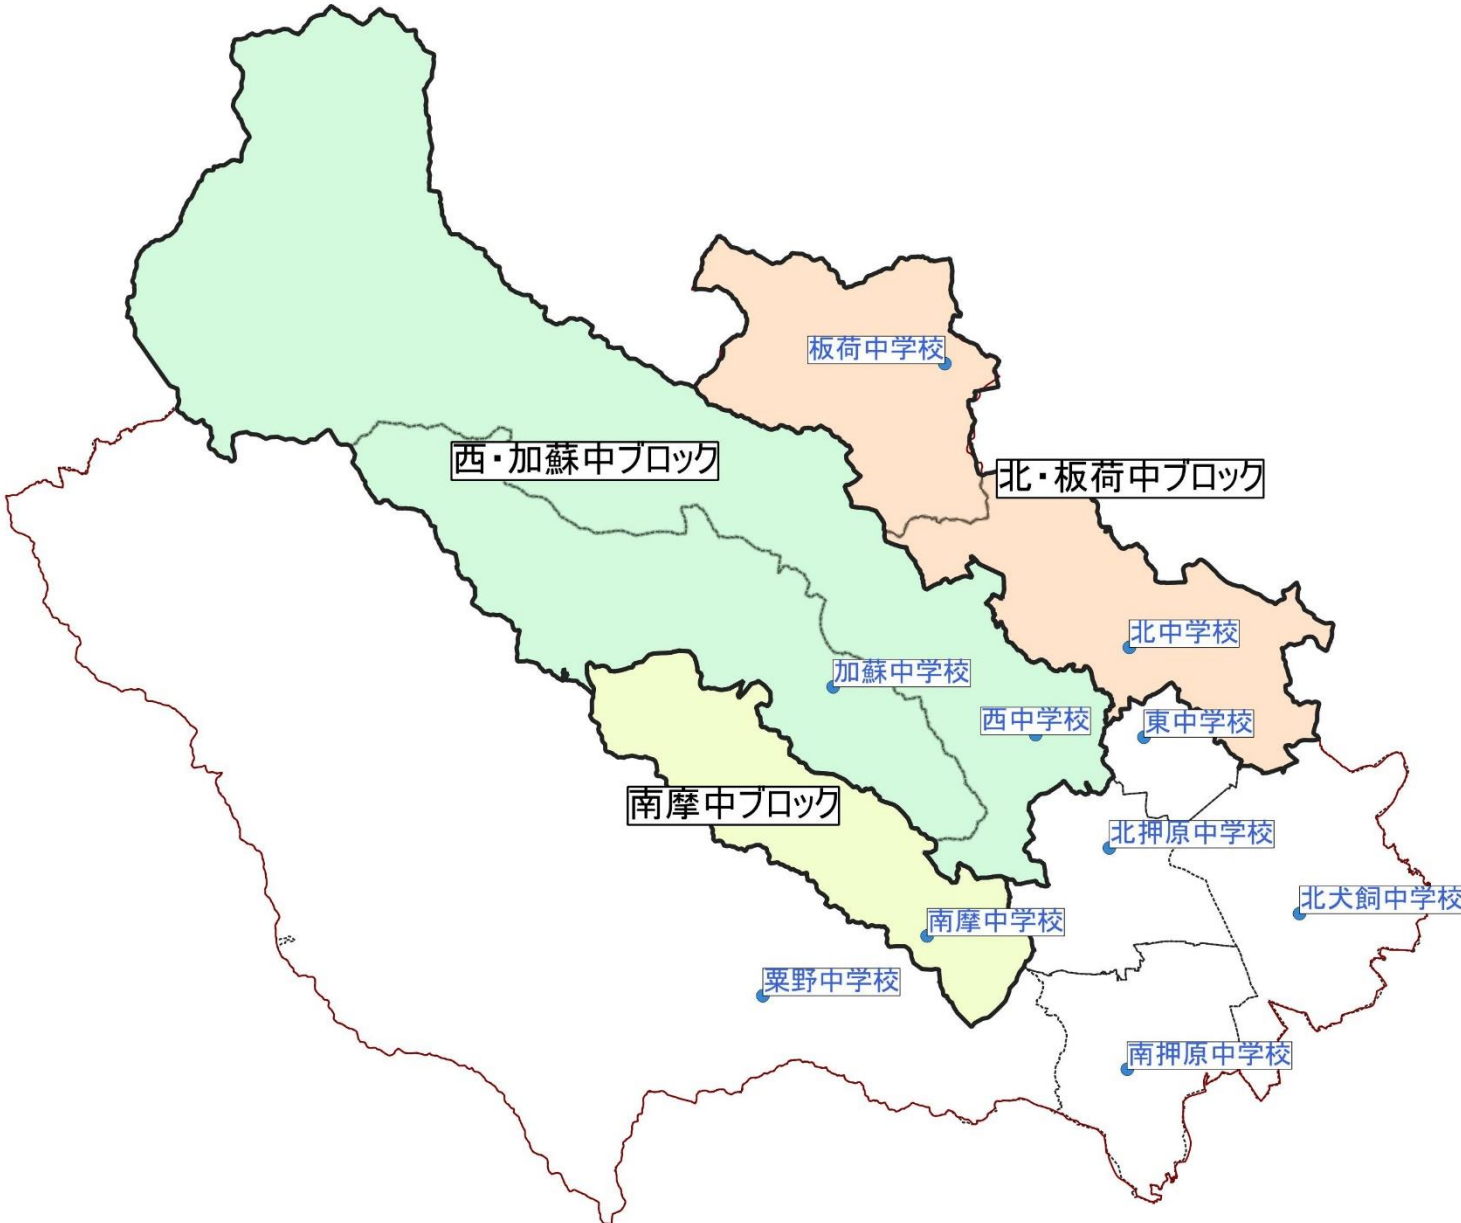 板荷中学校
西・加蘇中ブロック
北・板荷中ブロック
北中学校
加蘇中学校
西中学校
東中学校
南摩中ブロック
北押原中学校
北犬飼中学校
南摩中学校
粟野中学校
南押原中学校